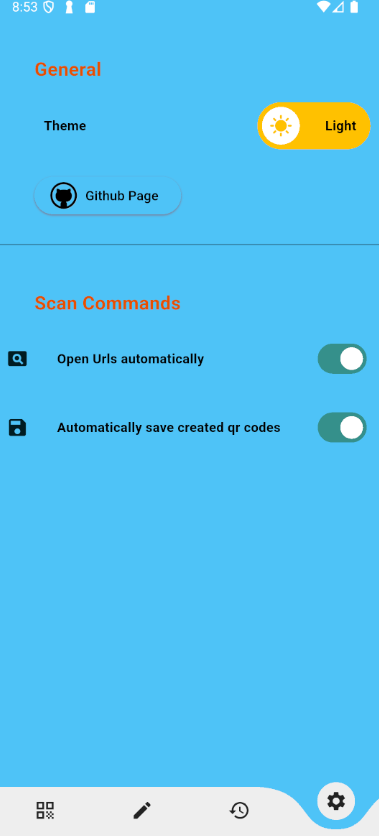 8:53
General
Theme
Light
Github Page
Scan Commands
Open Urls automatically
Automatically save created qr codes